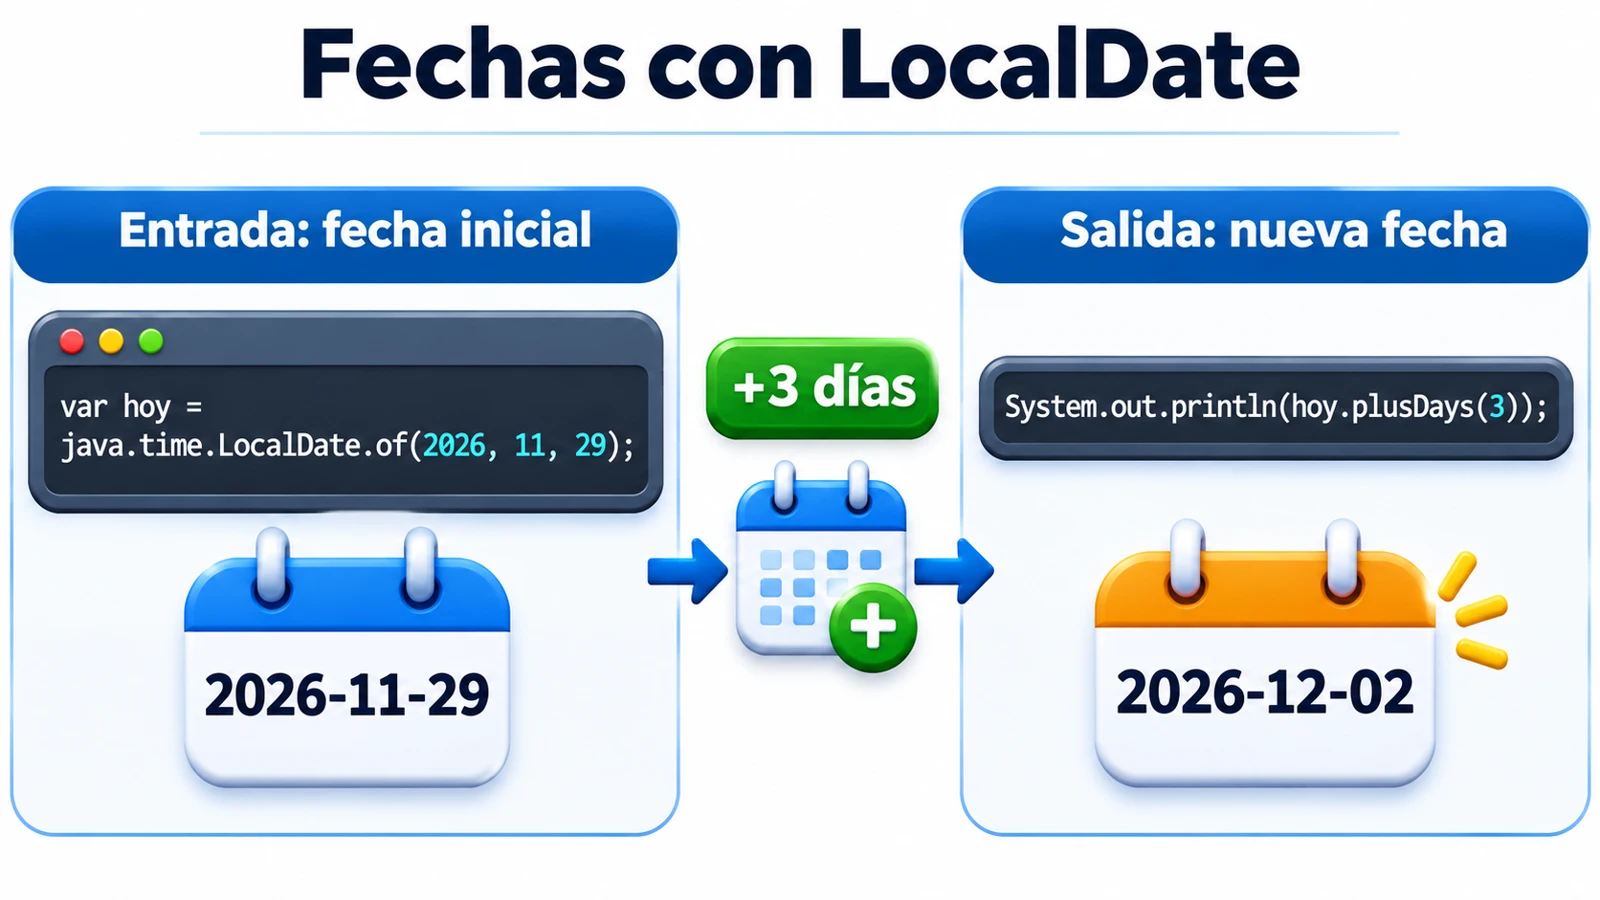 Fechas con LocalDate
Entrada: fecha inicial
var hoy =
java.time.LocalDate.of(2026, 11, 29);
2026-11-29
+3 días
Salida: nueva fecha
System.out.println(hoy.plusDays(3));
2026-12-02